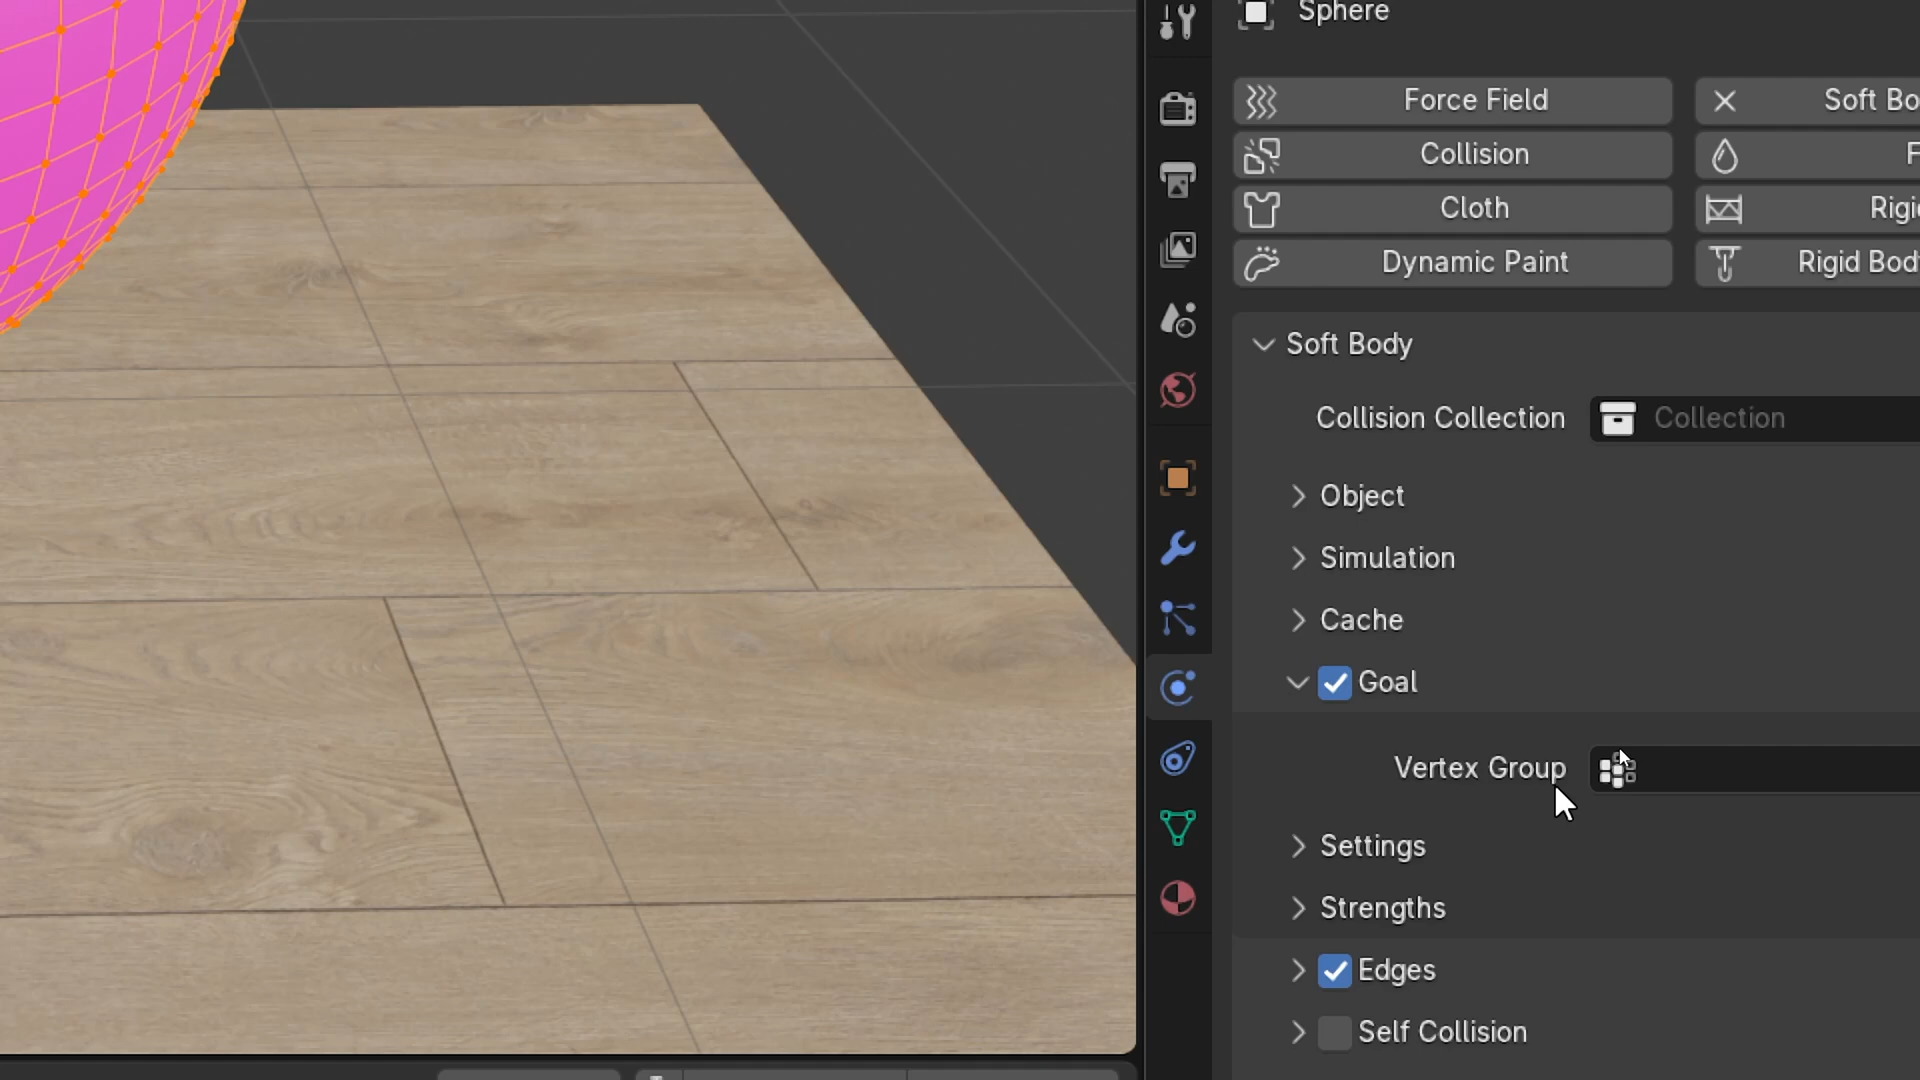 Sphere
Force Field
Soft Bo
Collision
F
Cloth
Rigi
Dynamic Paint
Rigid Bod
Soft Body
Collision Collection
Collection
Object
Simulation
Cache
Goal
Vertex Group
Settings
Strengths
Edges
Self Collision